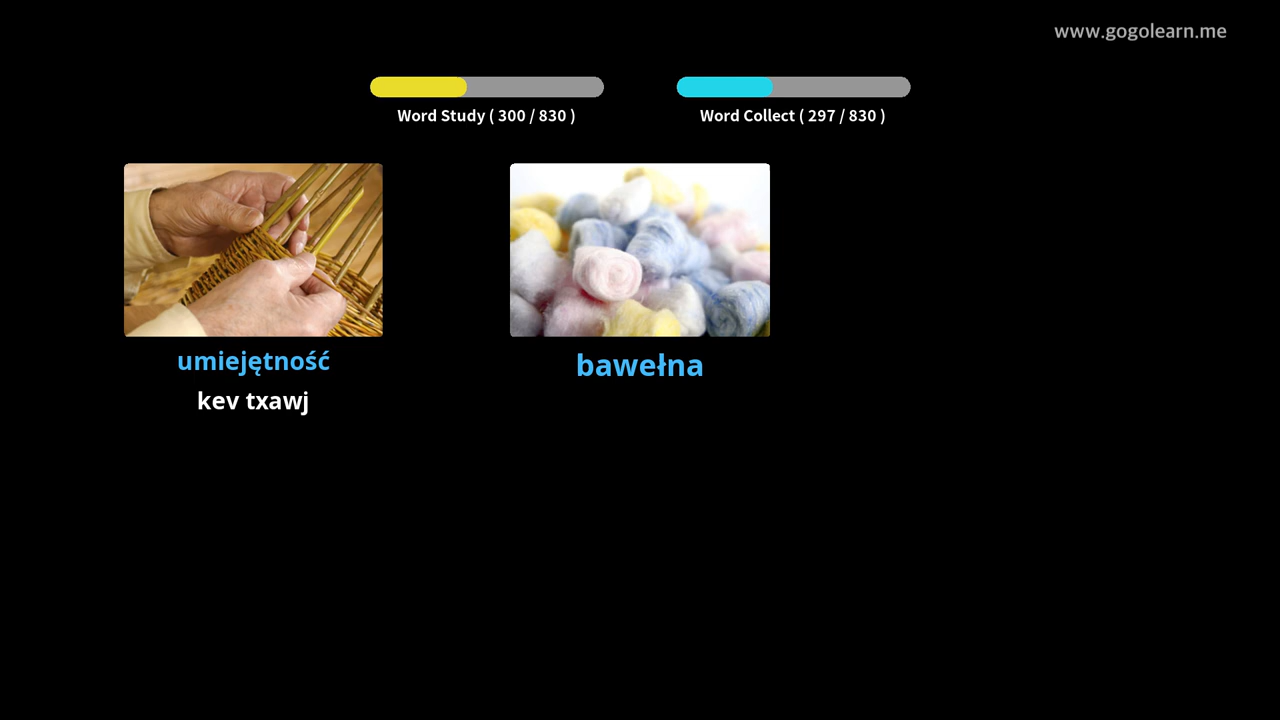 www.gogolearn.me
Word Study ( 300 / 830 )
Word Collect ( 297 / 830 )
umiejętność
kev txawj
bawełna